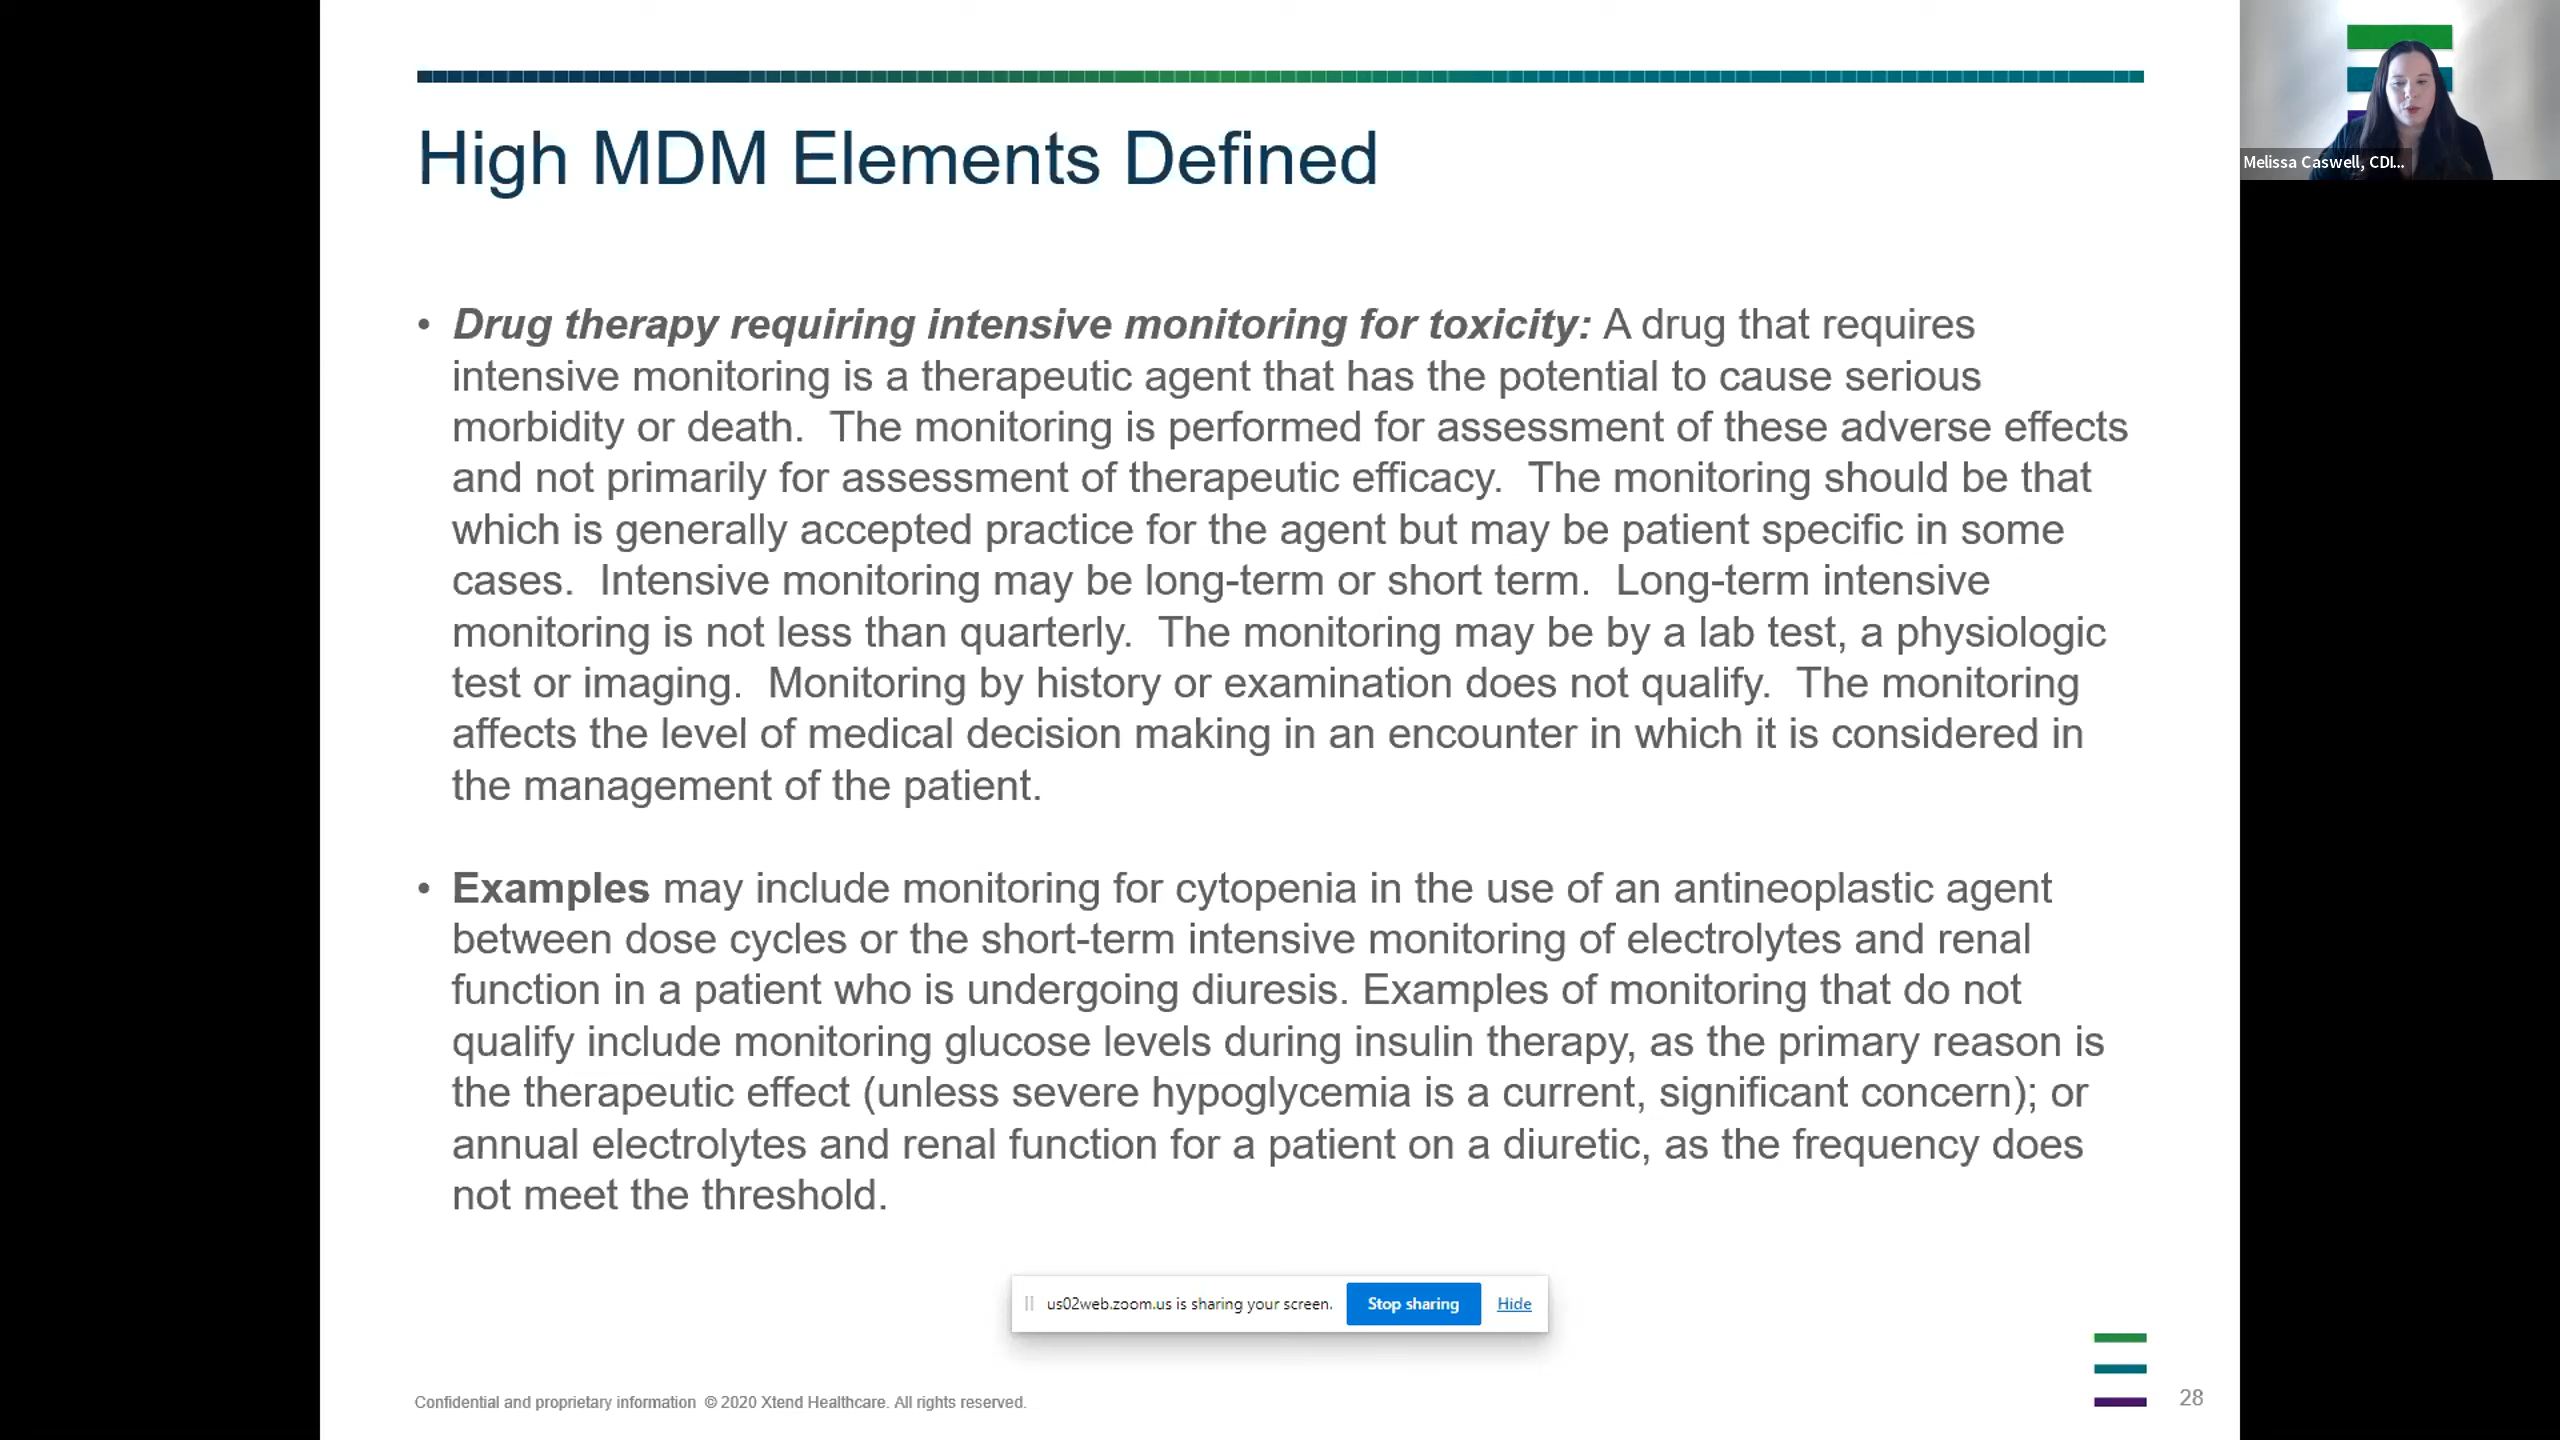 High MDM Elements Defined
Melissa Caswell, CDI...
• Drug therapy requiring intensive monitoring for toxicity: A drug that requires
intensive monitoring is a therapeutic agent that has the potential to cause serious
morbidity or death.  The monitoring is performed for assessment of these adverse effects
and not primarily for assessment of therapeutic efficacy.  The monitoring should be that
which is generally accepted practice for the agent but may be patient specific in some
cases.  Intensive monitoring may be long-term or short term.  Long-term intensive
monitoring is not less than quarterly.  The monitoring may be by a lab test, a physiologic
test or imaging.  Monitoring by history or examination does not qualify.  The monitoring
affects the level of medical decision making in an encounter in which it is considered in
the management of the patient.
• Examples may include monitoring for cytopenia in the use of an antineoplastic agent
between dose cycles or the short-term intensive monitoring of electrolytes and renal
function in a patient who is undergoing diuresis. Examples of monitoring that do not
qualify include monitoring glucose levels during insulin therapy, as the primary reason is
the therapeutic effect (unless severe hypoglycemia is a current, significant concern); or
annual electrolytes and renal function for a patient on a diuretic, as the frequency does
not meet the threshold.
us02web.zoom.us is sharing your screen. Stop sharing Hide
Confidential and proprietary information © 2020 Xtend Healthcare. All rights reserved.
28